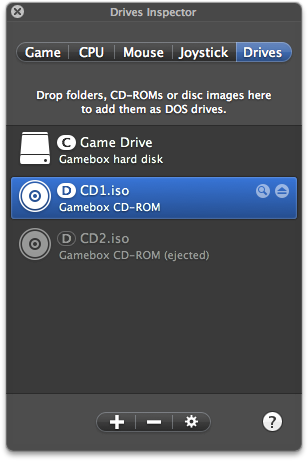 Drives Inspector
Game CPU Mouse Joystick Drives
Drop folders, CD-ROMs or disc images here
to add them as DOS drives.
C Game Drive
Gamebox hard disk
D CD1.iso
Gamebox CD-ROM
D CD2.iso
Gamebox CD-ROM (ejected)
?